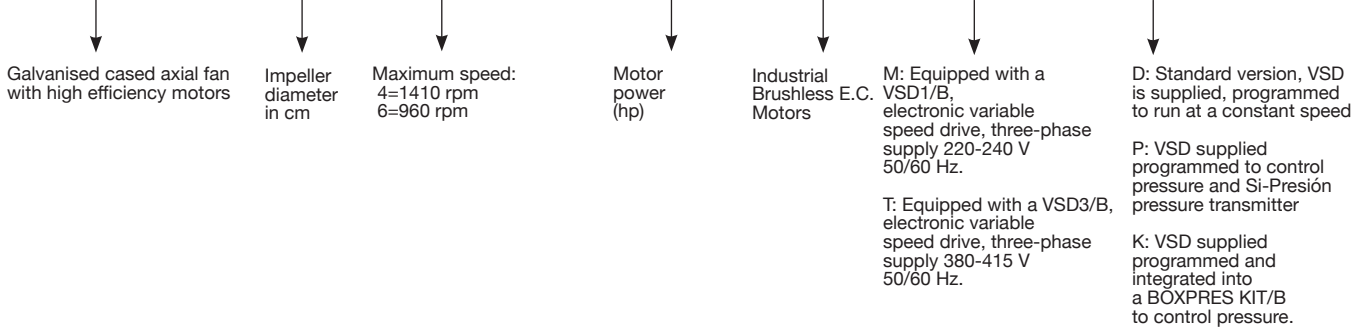 Galvanised cased axial fan
with high efficiency motors
Impeller
diameter
in cm
Maximum speed:
4=1410 rpm
6=960 rpm
Motor
power
(hp)
Industrial
Brushless E.C.
Motors
M: Equipped with a
VSD1/B,
electronic variable
speed drive, three-phase
supply 220-240 V
50/60 Hz.
T: Equipped with a VSD3/B,
electronic variable
speed drive, three-phase
supply 380-415 V
50/60 Hz.
D: Standard version, VSD
is supplied, programmed
to run at a constant speed
P: VSD supplied
programmed to control
pressure and Si-Presión
pressure transmitter
K: VSD supplied
programmed and
integrated into
a BOXPRES KIT/B
to control pressure.